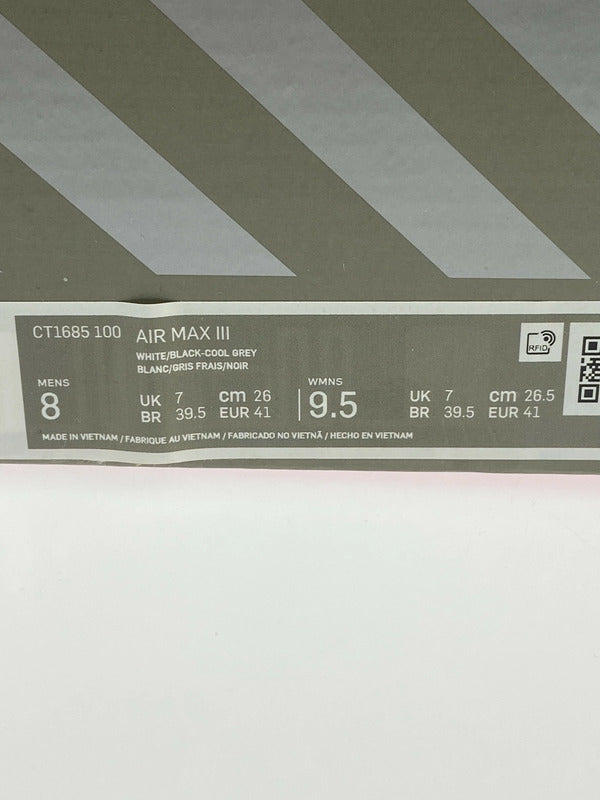 CT1685 100 AIR MAX III
WHITE/BLACK-COOL GREY
BLANC/GRIS FRAIS/NOIR
RFID
MENS
8
UK 7 cm 26
BR 39.5 EUR 41
WMNS
9.5
UK 7 cm 26.5
BR 39.5 EUR 41
MADE IN VIETNAM / FABRIQUE AU VIETNAM / FABRICADO NO VIETNÃ / HECHO EN VIETNAM